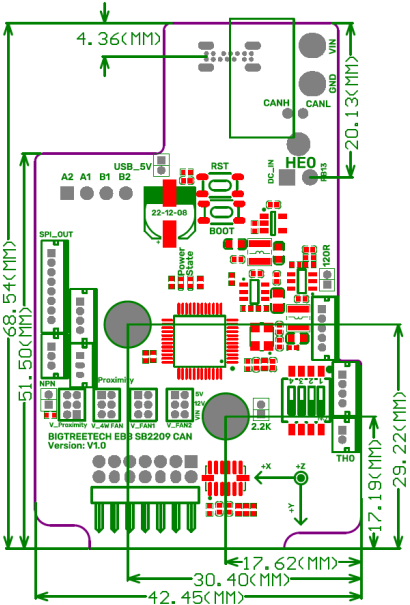 4.36(MM)
VIN
GND
CANH
CANL
20.13(MM)
HE0
USB_5V
RST
DC_IN
RB13
A2 A1 B1 B2
22-12-08
BOOT
SPI_OUT
Power
State
120R
68.54(MM)
51.50(MM)
NPN
Proximity
5V
12V
VIN
V_Proximity
V_4W FAN
V_FAN1
V_FAN2
2.2K
BIGTREETECH EBB SB2209 CAN
Version: V1.0
TH0
+X
+Z
+Y
29.22(MM)
17.19(MM)
17.62(MM)
30.40(MM)
42.45(MM)